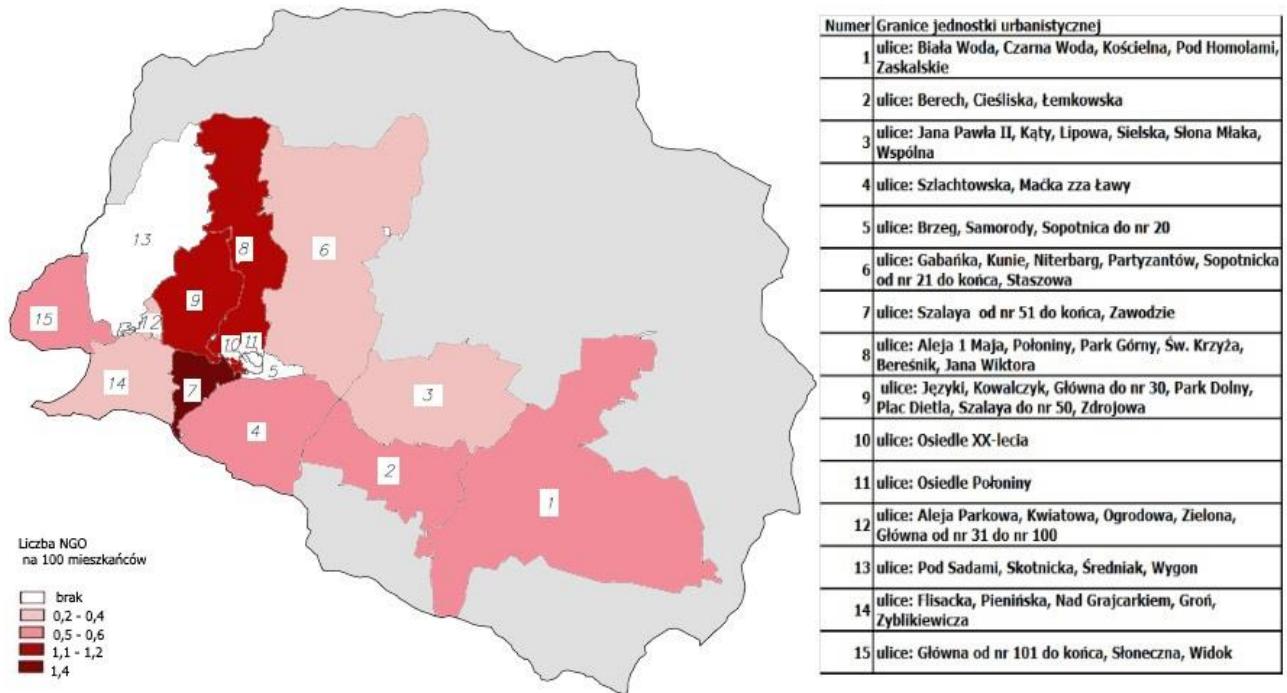 13
8
6
9
15
12
10
11
5
14
7
3
4
2
1
Liczba NGO
na 100 mieszkańców
brak
0,2 - 0,4
0,5 - 0,6
1,1 - 1,2
1,4
Numer Granice jednostki urbanistycznej
1 ulice: Biała Woda, Czarna Woda, Kościelna, Pod Homolami,
Zaskalskie
2 ulice: Berech, Cieśliska, Łemkowska
3 ulice: Jana Pawła II, Kąty, Lipowa, Sielska, Słona Młaka,
Wspólna
4 ulice: Szlachtowska, Maćka zza Ławy
5 ulice: Brzeg, Samorody, Sopotnica do nr 20
6 ulice: Gabańka, Kunie, Niterbarg, Partyzantów, Sopotnicka
od nr 21 do końca, Staszowa
7 ulice: Szalaya od nr 51 do końca, Zawodzie
8 ulice: Aleja 1 Maja, Połoniny, Park Górny, Św. Krzyża,
Bereśnik, Jana Wiktora
9 ulice: Języki, Kowalczyk, Główna do nr 30, Park Dolny,
Plac Dietla, Szalaya do nr 50, Zdrojowa
10 ulice: Osiedle XX-lecia
11 ulice: Osiedle Połoniny
12 ulice: Aleja Parkowa, Kwiatowa, Ogrodowa, Zielona,
Główna od nr 31 do nr 100
13 ulice: Pod Sadami, Skotnicka, Średniak, Wygon
14 ulice: Flisacka, Pienińska, Nad Grajcarkiem, Groń,
Zyblikiewicza
15 ulice: Główna od nr 101 do końca, Słoneczna, Widok